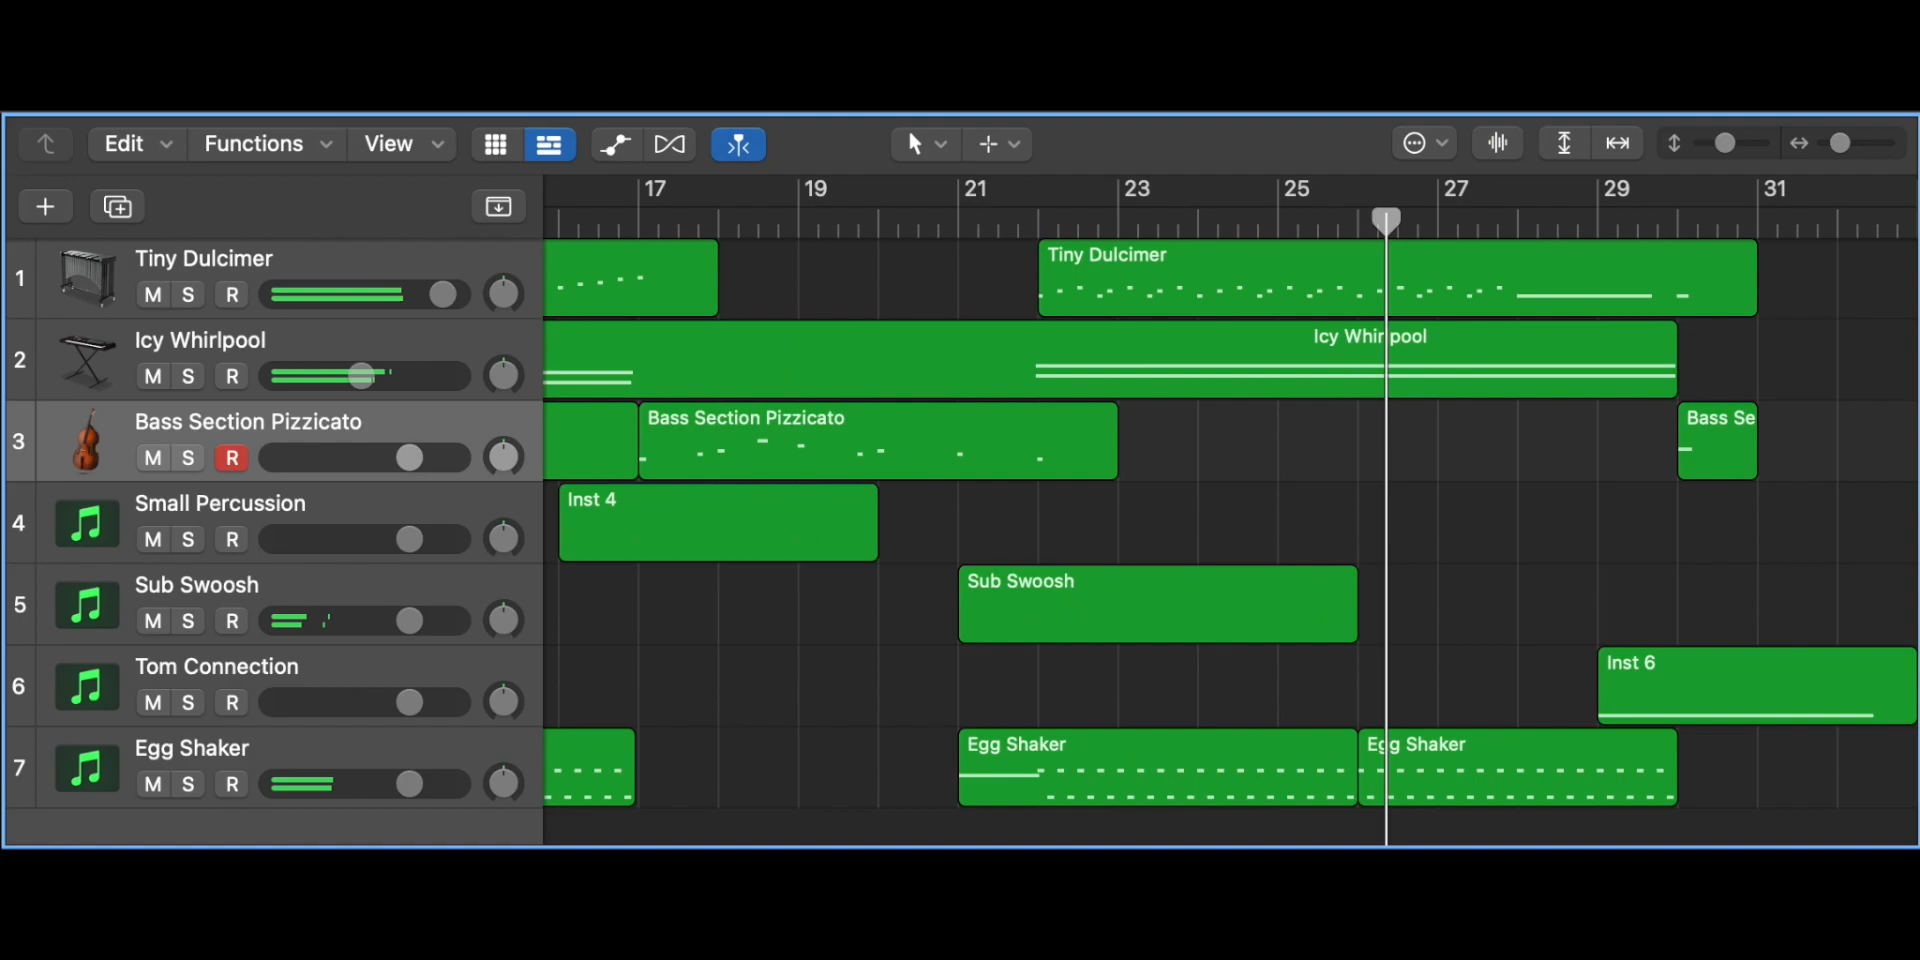 Edit Functions View
17 19 21 23 25 27 29 31
1 Tiny Dulcimer
M S R
Tiny Dulcimer
2 Icy Whirlpool
M S R
Icy Whirlpool
3 Bass Section Pizzicato
M S R
Bass Section Pizzicato
Bass Se
4 Small Percussion
M S R
Inst 4
5 Sub Swoosh
M S R
Sub Swoosh
6 Tom Connection
M S R
Inst 6
7 Egg Shaker
M S R
Egg Shaker
Egg Shaker